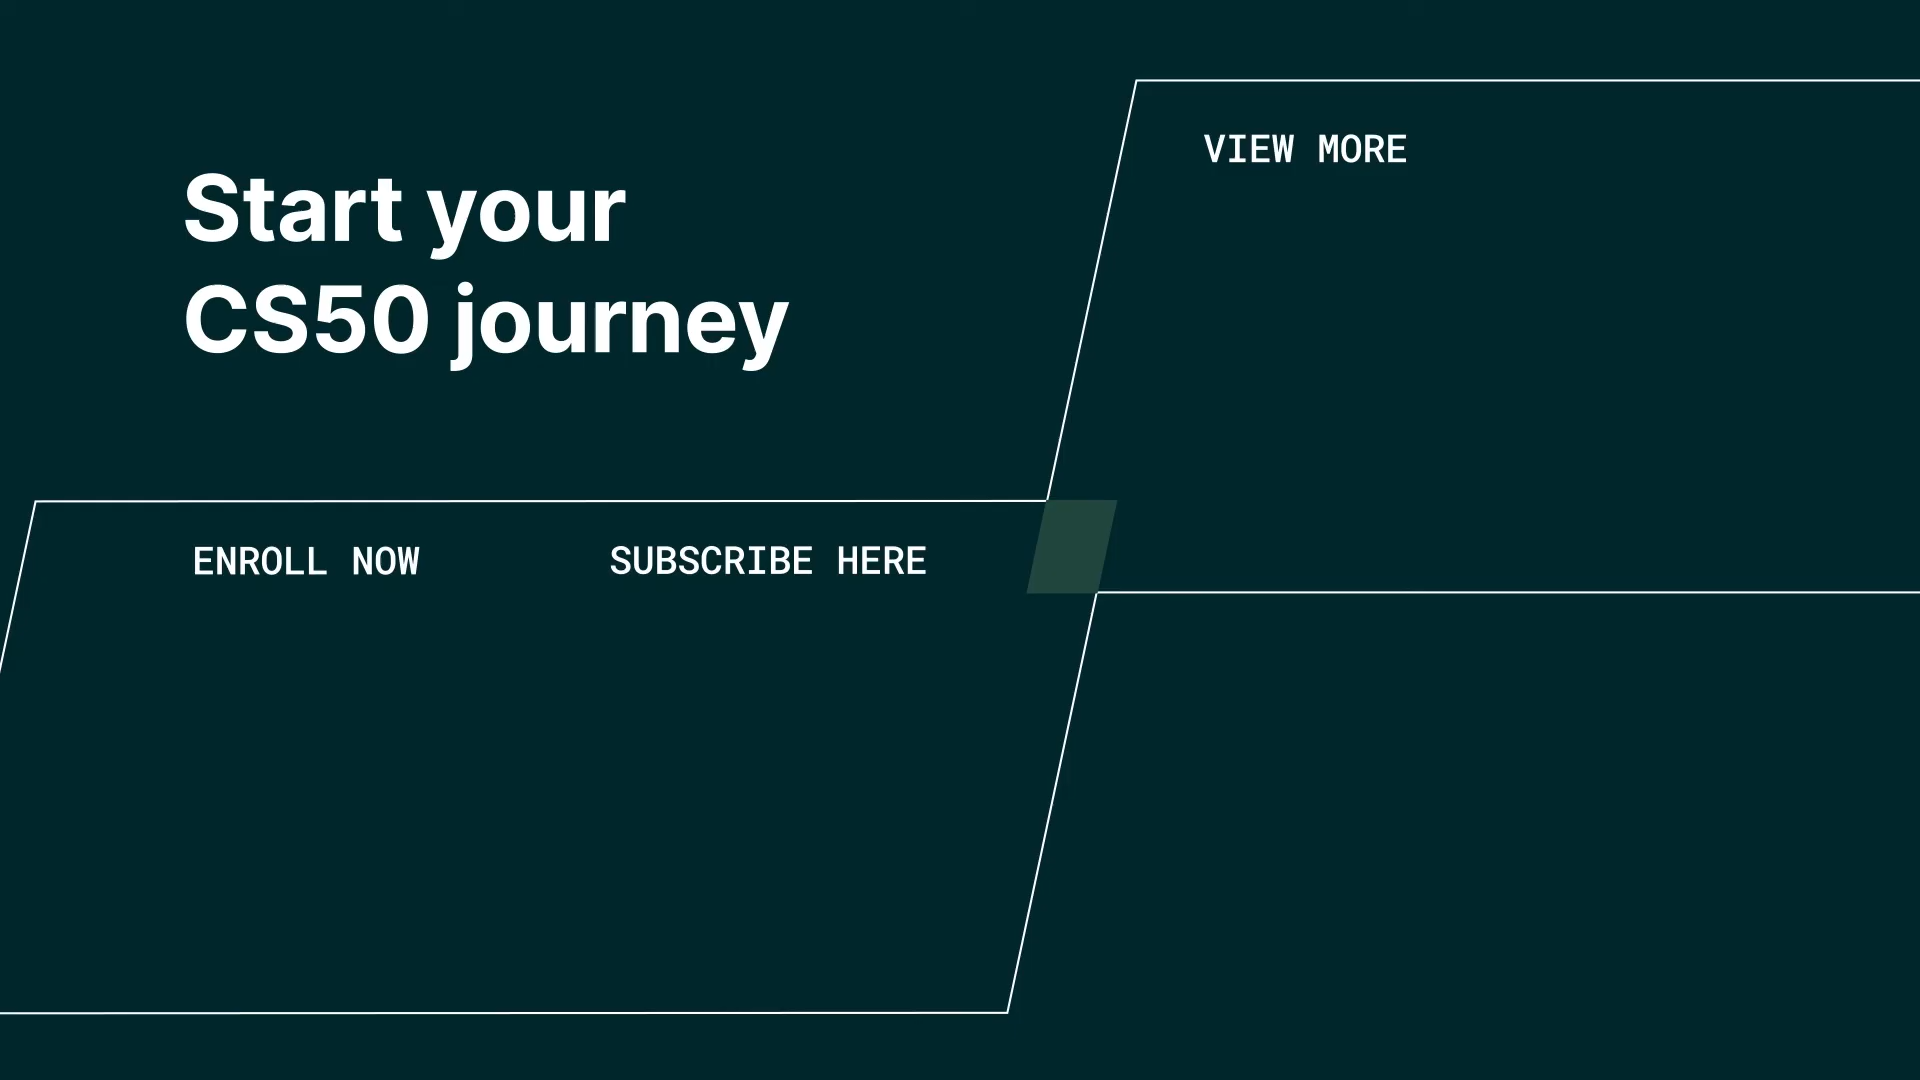 Start your
CS50 journey
VIEW MORE
ENROLL NOW
SUBSCRIBE HERE